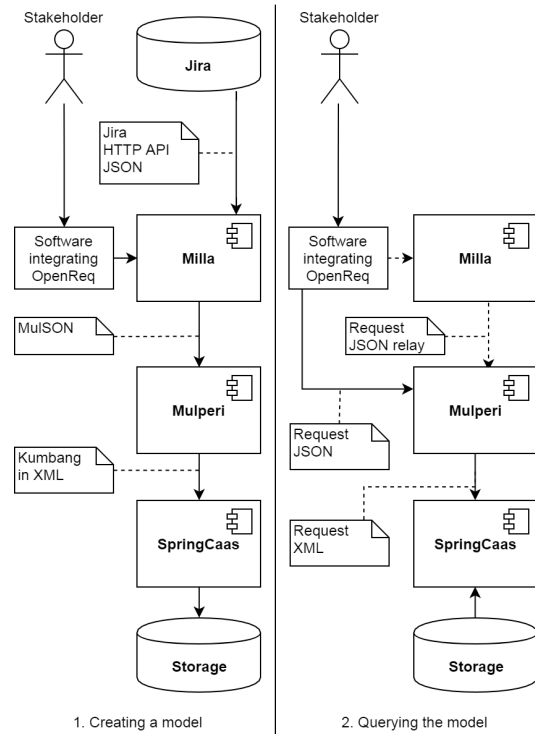 Stakeholder
Jira
Jira
HTTP API
JSON
Software
integrating
OpenReq
Milla
MulSON
Mulperi
Kumbang
in XML
SpringCaas
Storage
1. Creating a model
Stakeholder
Software
integrating
OpenReq
Milla
Request
JSON relay
Mulperi
Request
JSON
Request
XML
SpringCaas
Storage
2. Querying the model